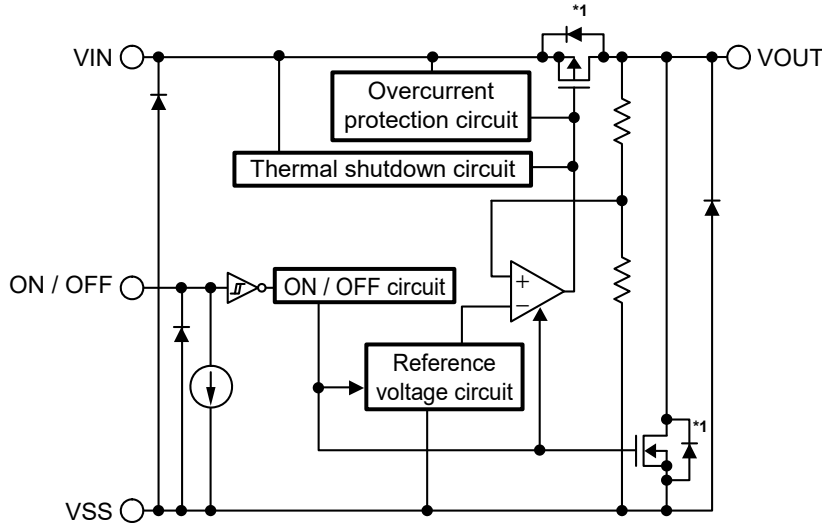 *1
VIN
VOUT
Overcurrent
protection circuit
Thermal shutdown circuit
ON / OFF
ON / OFF circuit
+
−
Reference
voltage circuit
*1
VSS